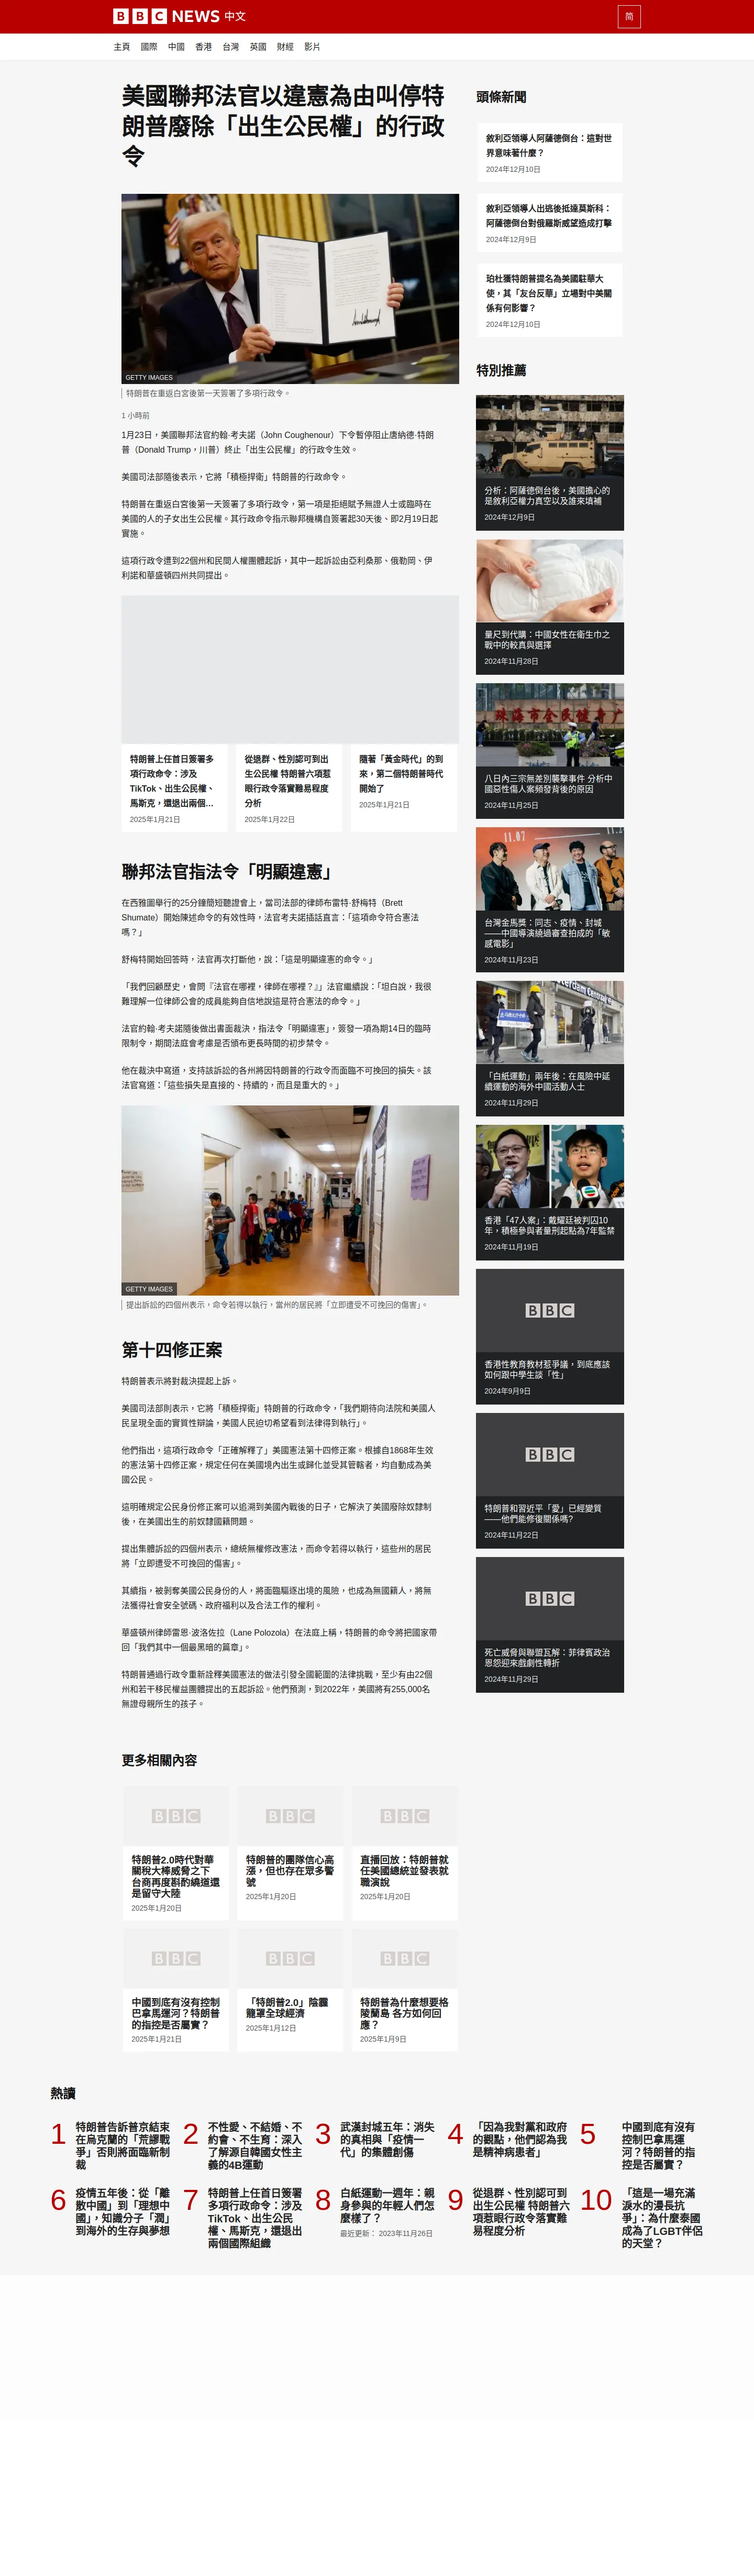 BBC NEWS 中文
简
主頁 國際 中國 香港 台灣 英國 財經 影片
美國聯邦法官以違憲為由叫停特
朗普廢除「出生公民權」的行政
令
GETTY IMAGES
特朗普在重返白宮後第一天簽署了多項行政令。
1 小時前
1月23日，美國聯邦法官約翰·考夫諾（John Coughenour）下令暫停阻止唐納德·特朗
普（Donald Trump，川普）終止「出生公民權」的行政令生效。
美國司法部隨後表示，它將「積極捍衛」特朗普的行政命令。
特朗普在重返白宮後第一天簽署了多項行政令，第一項是拒絕賦予無證人士或臨時在
美國的人的子女出生公民權。其行政命令指示聯邦機構自簽署起30天後、即2月19日起
實施。
這項行政令遭到22個州和民間人權團體起訴，其中一起訴訟由亞利桑那、俄勒岡、伊
利諾和華盛頓四州共同提出。
特朗普上任首日簽署多
項行政命令：涉及
TikTok、出生公民權、
馬斯克，還退出兩個…
2025年1月21日
從退群、性別認可到出
生公民權 特朗普六項惹
眼行政令落實難易程度
分析
2025年1月22日
隨著「黃金時代」的到
來，第二個特朗普時代
開始了
2025年1月21日
聯邦法官指法令「明顯違憲」
在西雅圖舉行的25分鐘簡短聽證會上，當司法部的律師布雷特·舒梅特（Brett
Shumate）開始陳述命令的有效性時，法官考夫諾插話直言：「這項命令符合憲法
嗎？」
舒梅特開始回答時，法官再次打斷他，說：「這是明顯違憲的命令。」
「我們回顧歷史，會問『法官在哪裡，律師在哪裡？』」法官繼續說：「坦白說，我很
難理解一位律師公會的成員能夠自信地說這是符合憲法的命令。」
法官約翰·考夫諾隨後做出書面裁決，指法令「明顯違憲」，簽發一項為期14日的臨時
限制令，期間法庭會考慮是否頒布更長時間的初步禁令。
他在裁決中寫道，支持該訴訟的各州將因特朗普的行政令而面臨不可挽回的損失。該
法官寫道：「這些損失是直接的、持續的，而且是重大的。」
GETTY IMAGES
提出訴訟的四個州表示，命令若得以執行，當州的居民將「立即遭受不可挽回的傷害」。
第十四修正案
特朗普表示將對裁決提起上訴。
美國司法部則表示，它將「積極捍衛」特朗普的行政命令，「我們期待向法院和美國人
民呈現全面的實質性辯論，美國人民迫切希望看到法律得到執行」。
他們指出，這項行政命令「正確解釋了」美國憲法第十四修正案。根據自1868年生效
的憲法第十四修正案，規定任何在美國境內出生或歸化並受其管轄者，均自動成為美
國公民。
這明確規定公民身份修正案可以追溯到美國內戰後的日子，它解決了美國廢除奴隸制
後，在美國出生的前奴隸國籍問題。
提出集體訴訟的四個州表示，總統無權修改憲法，而命令若得以執行，這些州的居民
將「立即遭受不可挽回的傷害」。
其續指，被剝奪美國公民身份的人，將面臨驅逐出境的風險，也成為無國籍人，將無
法獲得社會安全號碼、政府福利以及合法工作的權利。
華盛頓州律師雷恩·波洛佐拉（Lane Polozola）在法庭上稱，特朗普的命令將把國家帶
回「我們其中一個最黑暗的篇章」。
特朗普通過行政令重新詮釋美國憲法的做法引發全國範圍的法律挑戰，至少有由22個
州和若干移民權益團體提出的五起訴訟。他們預測，到2022年，美國將有255,000名
無證母親所生的孩子。
更多相關內容
BBC
特朗普2.0時代對華
關稅大棒威脅之下
台商再度斟酌繞道還
是留守大陸
2025年1月20日
BBC
特朗普的團隊信心高
漲，但也存在眾多警
號
2025年1月20日
BBC
直播回放：特朗普就
任美國總統並發表就
職演說
2025年1月20日
BBC
中國到底有沒有控制
巴拿馬運河？特朗普
的指控是否屬實？
2025年1月21日
BBC
「特朗普2.0」陰霾
籠罩全球經濟
2025年1月12日
BBC
特朗普為什麼想要格
陵蘭島 各方如何回
應？
2025年1月9日
頭條新聞
敘利亞領導人阿薩德倒台：這對世
界意味著什麼？
2024年12月10日
敘利亞領導人出逃後抵達莫斯科：
阿薩德倒台對俄羅斯威望造成打擊
2024年12月9日
珀杜獲特朗普提名為美國駐華大
使，其「友台反華」立場對中美關
係有何影響？
2024年12月10日
特別推薦
分析：阿薩德倒台後，美國擔心的
是敘利亞權力真空以及誰來填補
2024年12月9日
量尺到代購：中國女性在衛生巾之
戰中的較真與選擇
2024年11月28日
珠海市全民健身广
八日內三宗無差別襲擊事件 分析中
國惡性傷人案頻發背後的原因
2024年11月25日
11.07
台灣金馬獎：同志、疫情、封城
——中國導演繞過審查拍成的「敏
感電影」
2024年11月23日
「白紙運動」兩年後：在風險中延
續運動的海外中國活動人士
2024年11月29日
香港「47人案」：戴耀廷被判囚10
年，積極參與者量刑起點為7年監禁
2024年11月19日
BBC
香港性教育教材惹爭議，到底應該
如何跟中學生談「性」
2024年9月9日
BBC
特朗普和習近平「愛」已經變質
——他們能修復關係嗎?
2024年11月22日
BBC
死亡威脅與聯盟瓦解：菲律賓政治
恩怨迎來戲劇性轉折
2024年11月29日
熱讀
1 特朗普告訴普京結束
在烏克蘭的「荒謬戰
爭」否則將面臨新制
裁
2 不性愛、不結婚、不
約會、不生育：深入
了解源自韓國女性主
義的4B運動
3 武漢封城五年：消失
的真相與「疫情一
代」的集體創傷
4 「因為我對黨和政府
的觀點，他們認為我
是精神病患者」
5 中國到底有沒有
控制巴拿馬運
河？特朗普的指
控是否屬實？
6 疫情五年後：從「離
散中國」到「理想中
國」，知識分子「潤」
到海外的生存與夢想
7 特朗普上任首日簽署
多項行政命令：涉及
TikTok、出生公民
權、馬斯克，還退出
兩個國際組織
8 白紙運動一週年：親
身參與的年輕人們怎
麼樣了？
最近更新： 2023年11月26日
9 從退群、性別認可到
出生公民權 特朗普六
項惹眼行政令落實難
易程度分析
10 「這是一場充滿
淚水的漫長抗
爭」：為什麼泰國
成為了LGBT伴侶
的天堂？